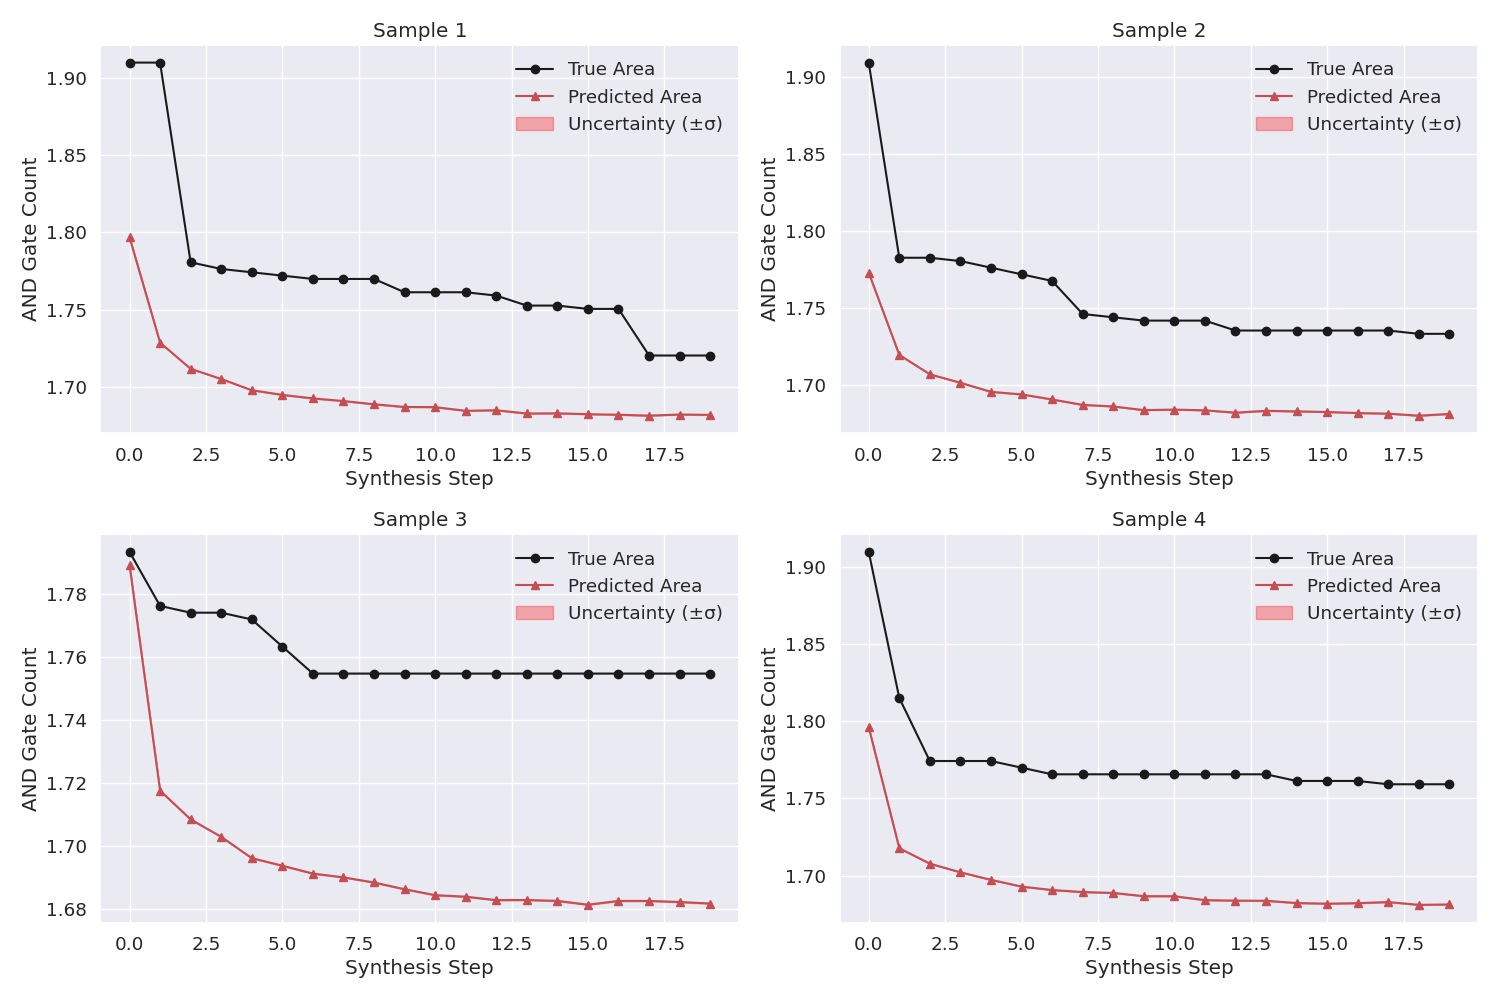 Sample 1
True Area
Predicted Area
Uncertainty (±σ)
AND Gate Count
1.90
1.85
1.80
1.75
1.70
0.0 2.5 5.0 7.5 10.0 12.5 15.0 17.5
Synthesis Step
Sample 2
True Area
Predicted Area
Uncertainty (±σ)
AND Gate Count
1.90
1.85
1.80
1.75
1.70
0.0 2.5 5.0 7.5 10.0 12.5 15.0 17.5
Synthesis Step
Sample 3
True Area
Predicted Area
Uncertainty (±σ)
AND Gate Count
1.78
1.76
1.74
1.72
1.70
1.68
0.0 2.5 5.0 7.5 10.0 12.5 15.0 17.5
Synthesis Step
Sample 4
True Area
Predicted Area
Uncertainty (±σ)
AND Gate Count
1.90
1.85
1.80
1.75
1.70
0.0 2.5 5.0 7.5 10.0 12.5 15.0 17.5
Synthesis Step